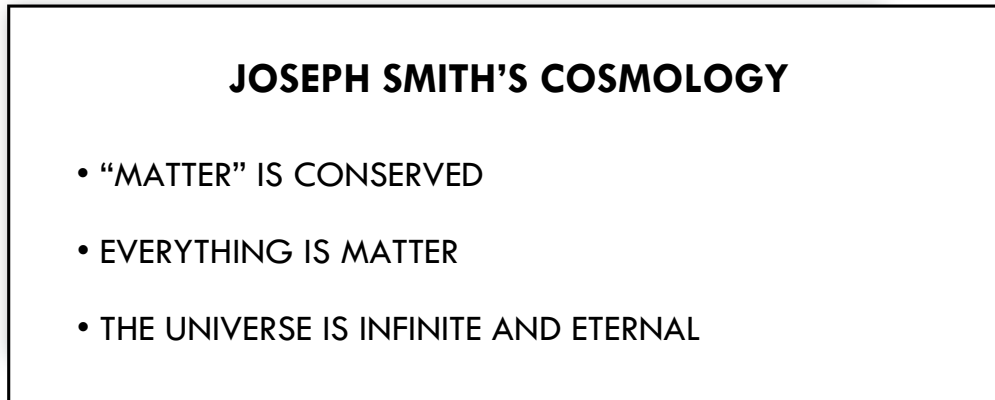 JOSEPH SMITH’S COSMOLOGY
• “MATTER” IS CONSERVED
• EVERYTHING IS MATTER
• THE UNIVERSE IS INFINITE AND ETERNAL